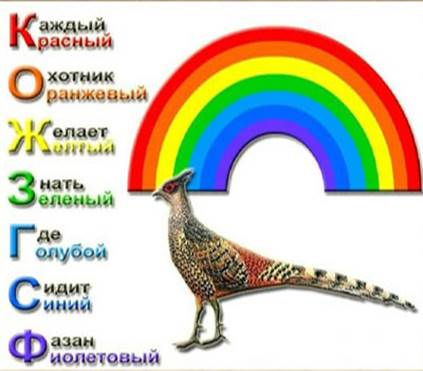 Каждый
Красный
Охотник
Оранжевый
Желает
Желтый
Знать
Зеленый
Где
Голубой
Сидит
Синий
Фазан
Фиолетовый